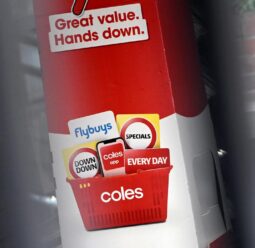 Great value.
Hands down.
Flybuys
SPECIALS
DOWN
DOWN
coles
app
EVERY DAY
coles